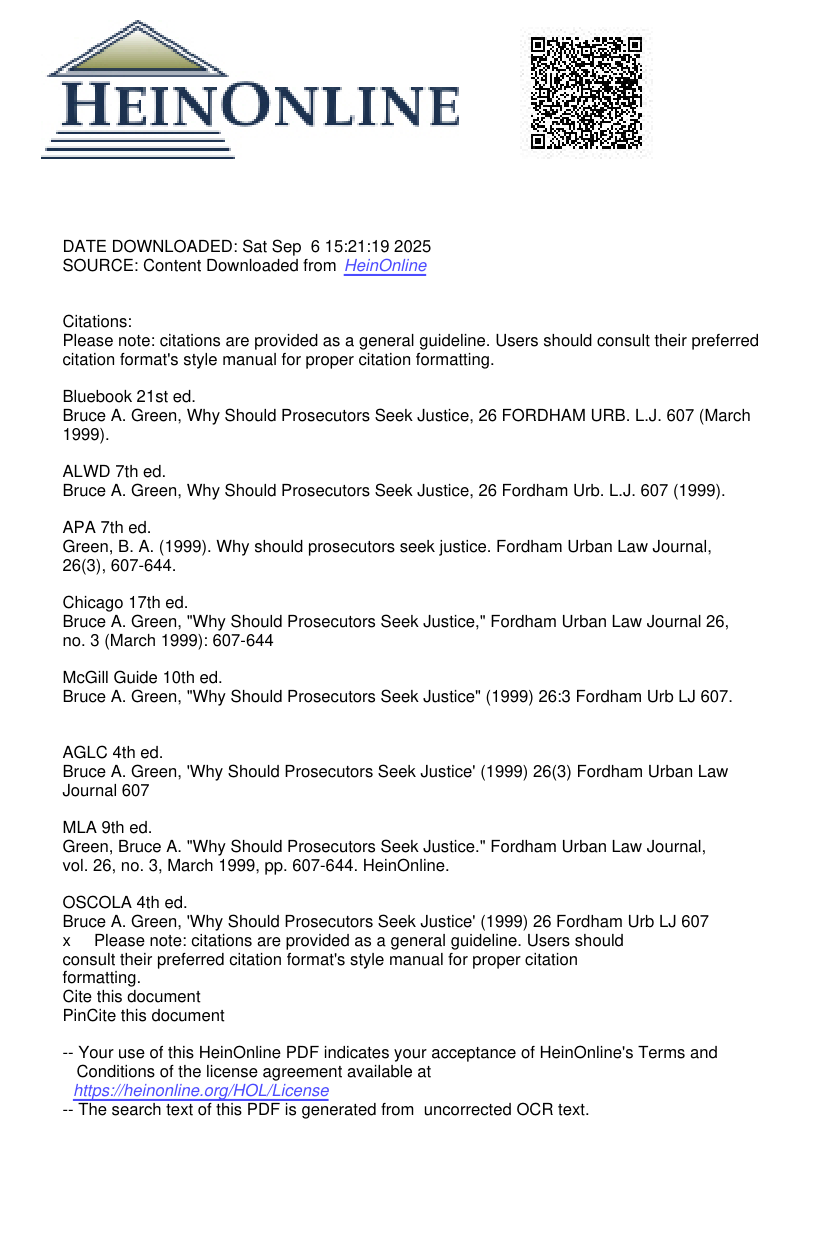 HEINONLINE
DATE DOWNLOADED: Sat Sep  6 15:21:19 2025
SOURCE: Content Downloaded from HeinOnline
Citations:
Please note: citations are provided as a general guideline. Users should consult their preferred
citation format's style manual for proper citation formatting.
Bluebook 21st ed.
Bruce A. Green, Why Should Prosecutors Seek Justice, 26 FORDHAM URB. L.J. 607 (March
1999).
ALWD 7th ed.
Bruce A. Green, Why Should Prosecutors Seek Justice, 26 Fordham Urb. L.J. 607 (1999).
APA 7th ed.
Green, B. A. (1999). Why should prosecutors seek justice. Fordham Urban Law Journal,
26(3), 607-644.
Chicago 17th ed.
Bruce A. Green, "Why Should Prosecutors Seek Justice," Fordham Urban Law Journal 26,
no. 3 (March 1999): 607-644
McGill Guide 10th ed.
Bruce A. Green, "Why Should Prosecutors Seek Justice" (1999) 26:3 Fordham Urb LJ 607.
AGLC 4th ed.
Bruce A. Green, 'Why Should Prosecutors Seek Justice' (1999) 26(3) Fordham Urban Law
Journal 607
MLA 9th ed.
Green, Bruce A. "Why Should Prosecutors Seek Justice." Fordham Urban Law Journal,
vol. 26, no. 3, March 1999, pp. 607-644. HeinOnline.
OSCOLA 4th ed.
Bruce A. Green, 'Why Should Prosecutors Seek Justice' (1999) 26 Fordham Urb LJ 607
x Please note: citations are provided as a general guideline. Users should
consult their preferred citation format's style manual for proper citation
formatting.
Cite this document
PinCite this document
-- Your use of this HeinOnline PDF indicates your acceptance of HeinOnline's Terms and
Conditions of the license agreement available at
https://heinonline.org/HOL/License
-- The search text of this PDF is generated from uncorrected OCR text.